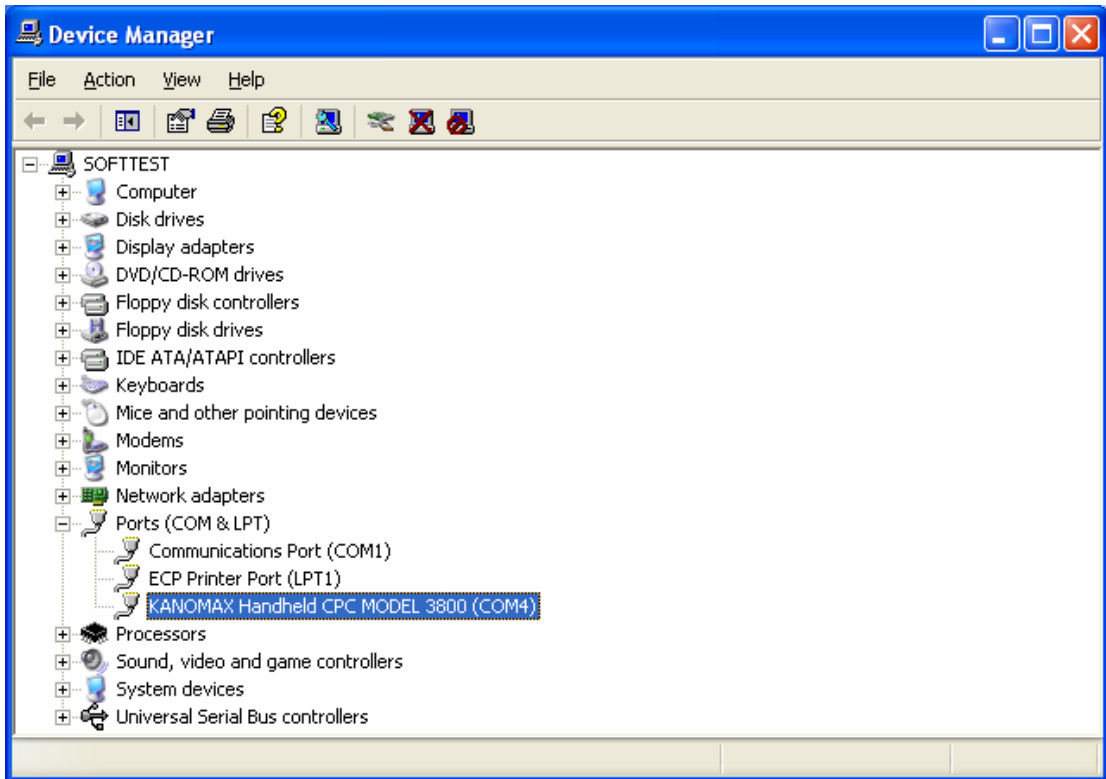 Device Manager
File Action View Help
SOFTTEST
Computer
Disk drives
Display adapters
DVD/CD-ROM drives
Floppy disk controllers
Floppy disk drives
IDE ATA/ATAPI controllers
Keyboards
Mice and other pointing devices
Modems
Monitors
Network adapters
Ports (COM & LPT)
Communications Port (COM1)
ECP Printer Port (LPT1)
KANOMAX Handheld CPC MODEL 3800 (COM4)
Processors
Sound, video and game controllers
System devices
Universal Serial Bus controllers